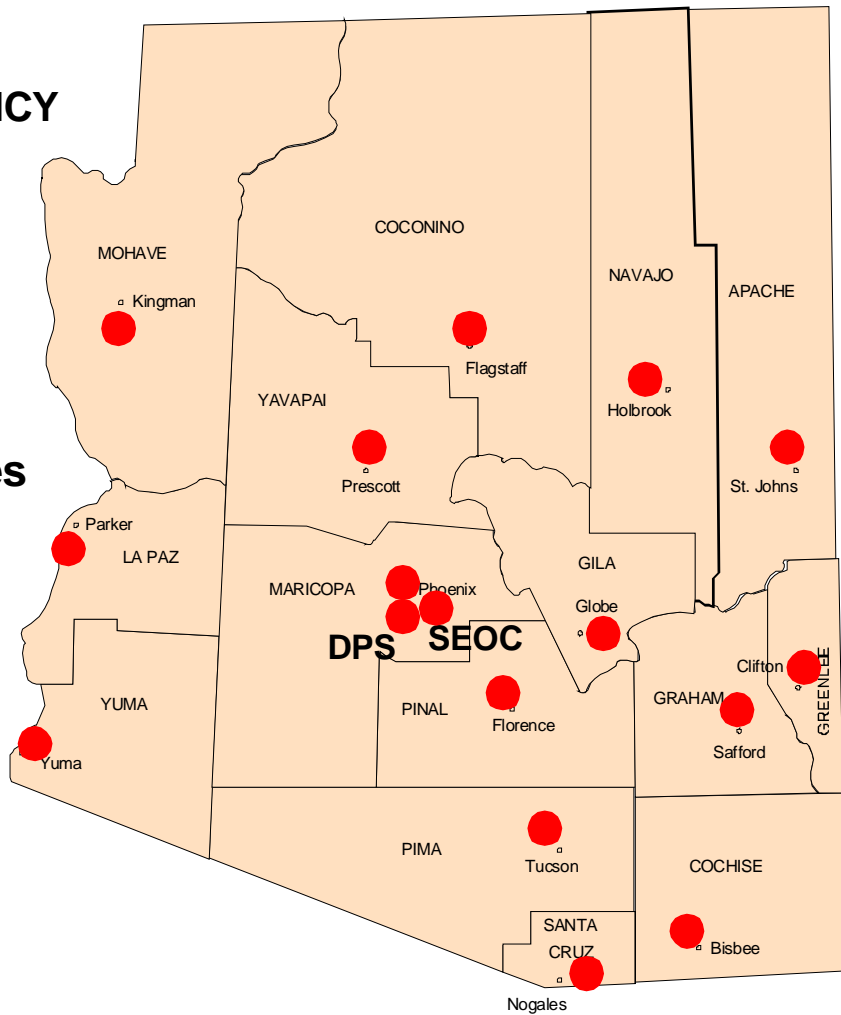 ICY
COCONINO
MOHAVE
NAVAJO
APACHE
Kingman
Flagstaff
YAVAPAI
Holbrook
es
Prescott
St. Johns
Parker
LA PAZ
GILA
MARICOPA
Phoenix
Globe
DPS
SEOC
Clifton
GREENLEE
GRAHAM
YUMA
PINAL
Florence
Safford
Yuma
PIMA
Tucson
COCHISE
SANTA
CRUZ
Bisbee
Nogales